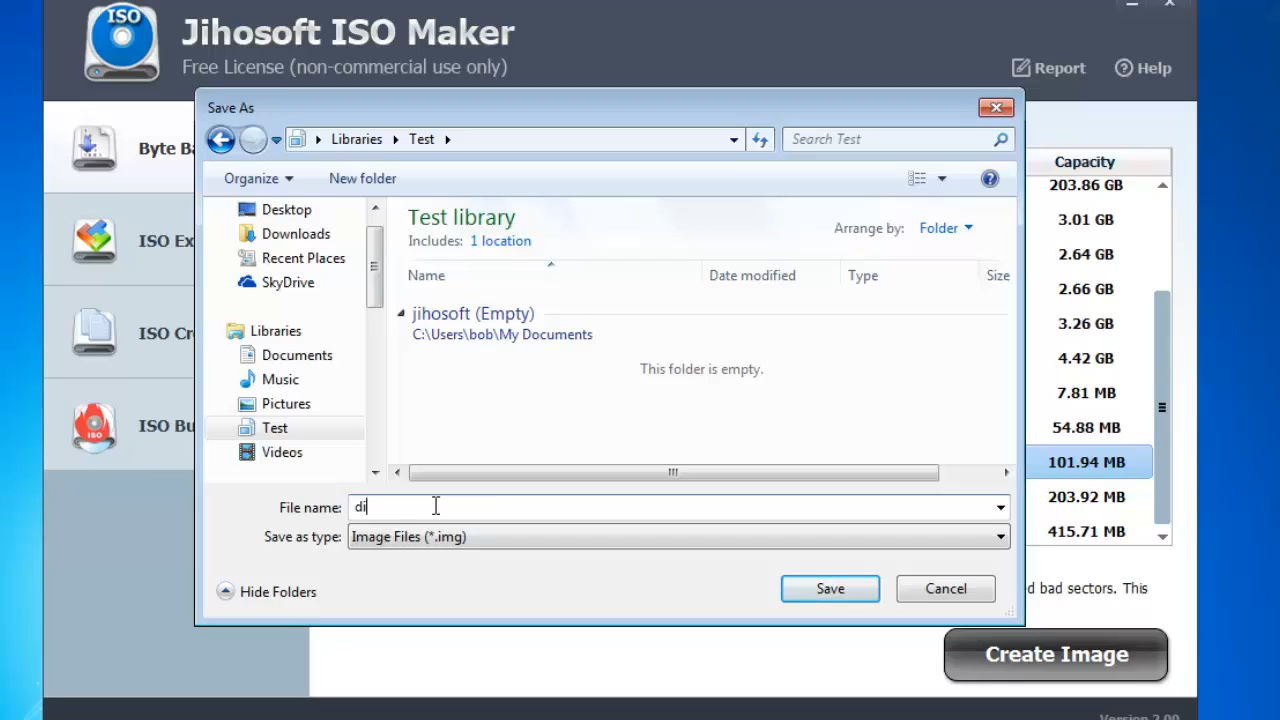 ISO
Jihosoft ISO Maker
Free License (non-commercial use only)
Report
Help
Save As
Libraries
Test
Search Test
Organize
New folder
Byte Ba
ISO Ex
ISO Cr
ISO
ISO Bu
Desktop
Downloads
Recent Places
SkyDrive
Libraries
Documents
Music
Pictures
Test
Videos
Test library
Includes: 1 location
Arrange by: Folder
Name
Date modified
Type
Size
jihosoft (Empty)
C:\Users\bob\My Documents
This folder is empty.
File name: di
Save as type: Image Files (*.img)
Hide Folders
Save
Cancel
Capacity
203.86 GB
3.01 GB
2.64 GB
2.66 GB
3.26 GB
4.42 GB
7.81 MB
54.88 MB
101.94 MB
203.92 MB
415.71 MB
d bad sectors. This
Create Image
Version 2.00